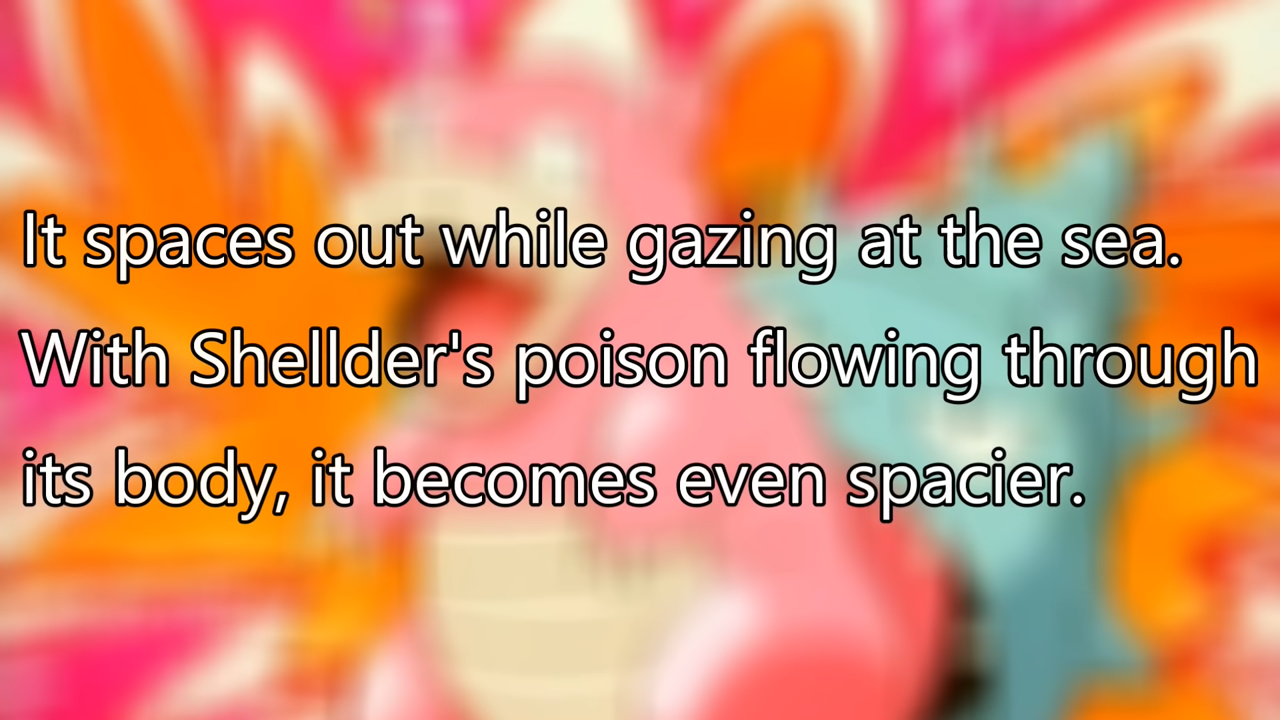 It spaces out while gazing at the sea.
With Shellder's poison flowing through
its body, it becomes even spacier.